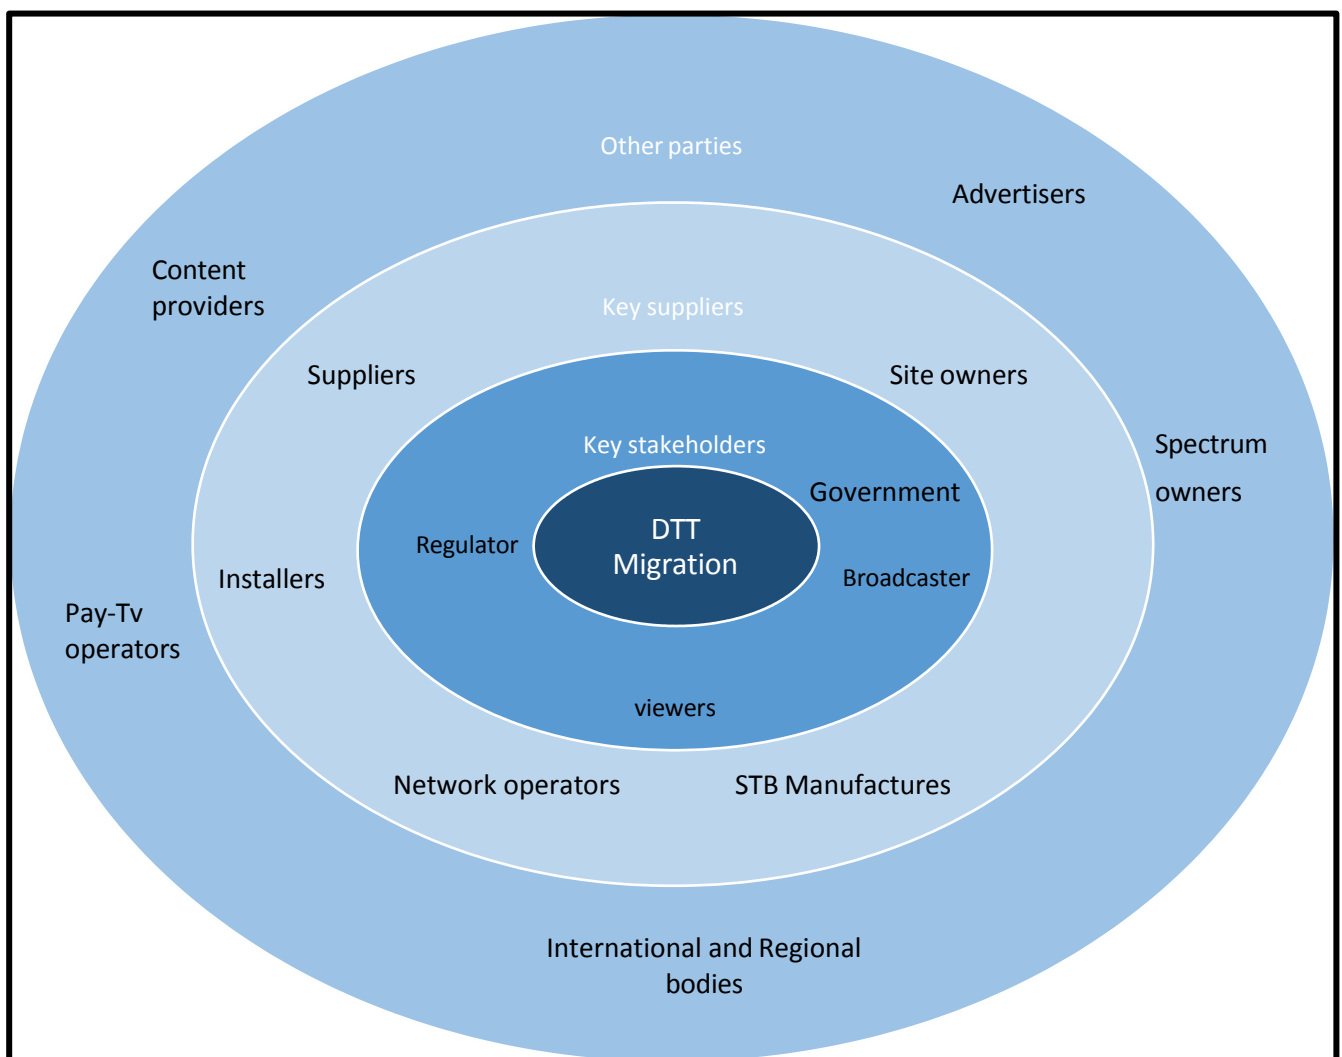 Other parties
Advertisers
Content
providers
Key suppliers
Suppliers
Site owners
Key stakeholders
Spectrum
owners
Government
DTT
Migration
Regulator
Broadcaster
Installers
Pay-Tv
operators
viewers
Network operators
STB Manufactures
International and Regional
bodies